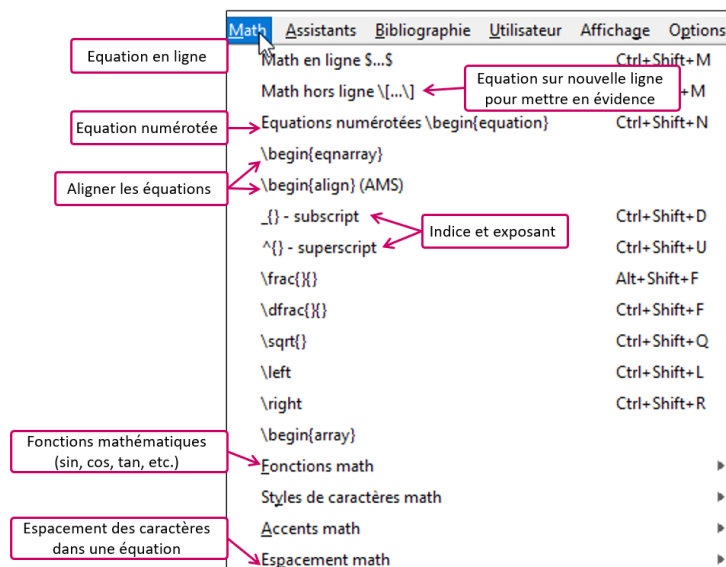 Math Assistants Bibliographie Utilisateur Affichage Options
Equation en ligne
Math en ligne $...$ Ctrl+Shift+M
Math hors ligne \[...\] +M
Equation sur nouvelle ligne
pour mettre en évidence
Equation numérotée
Equations numérotées \begin{equation} Ctrl+Shift+N
\begin{eqnarray}
Aligner les équations
\begin{align} (AMS)
_{} - subscript Ctrl+Shift+D
Indice et exposant
^{} - superscript Ctrl+Shift+U
\frac{}{} Alt+Shift+F
\dfrac{}{} Ctrl+Shift+F
\sqrt{} Ctrl+Shift+Q
\left Ctrl+Shift+L
\right Ctrl+Shift+R
\begin{array}
Fonctions mathématiques
(sin, cos, tan, etc.)
Fonctions math
Styles de caractères math
Accents math
Espacement des caractères
dans une équation
Espacement math